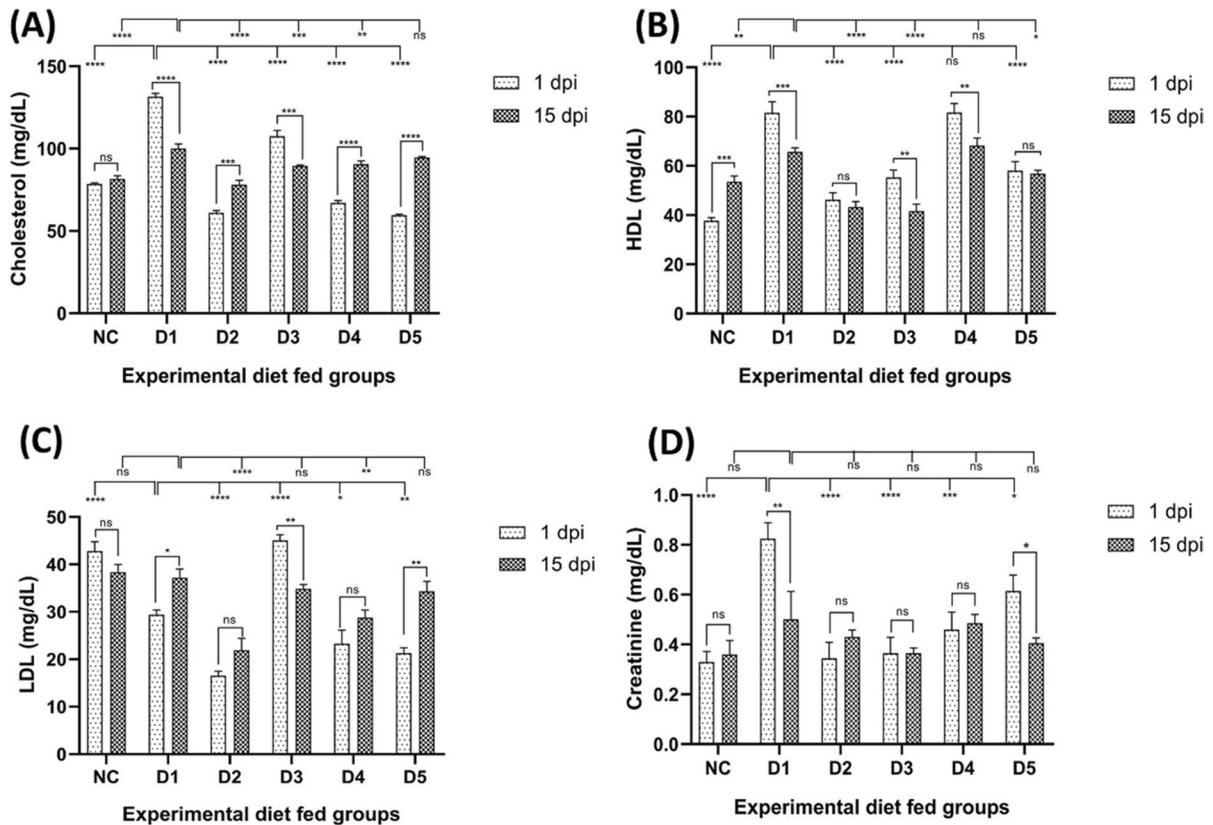 (A)
**** **** *** ** ns
**** **** **** **** ****
Cholesterol (mg/dL)
150
100
50
0
ns
****
***
***
****
****
1 dpi
15 dpi
NC D1 D2 D3 D4 D5
Experimental diet fed groups
(B)
** **** **** ns *
**** **** **** ns ****
HDL (mg/dL)
100
80
60
40
20
0
***
***
ns
**
**
ns
1 dpi
15 dpi
NC D1 D2 D3 D4 D5
Experimental diet fed groups
(C)
ns **** ns ** ns
**** **** **** * **
LDL (mg/dL)
50
40
30
20
10
0
ns
*
ns
**
ns
**
1 dpi
15 dpi
NC D1 D2 D3 D4 D5
Experimental diet fed groups
(D)
ns ns ns ns ns
**** **** **** *** *
Creatinine (mg/dL)
1.0
0.8
0.6
0.4
0.2
0.0
ns
**
ns
ns
ns
*
1 dpi
15 dpi
NC D1 D2 D3 D4 D5
Experimental diet fed groups